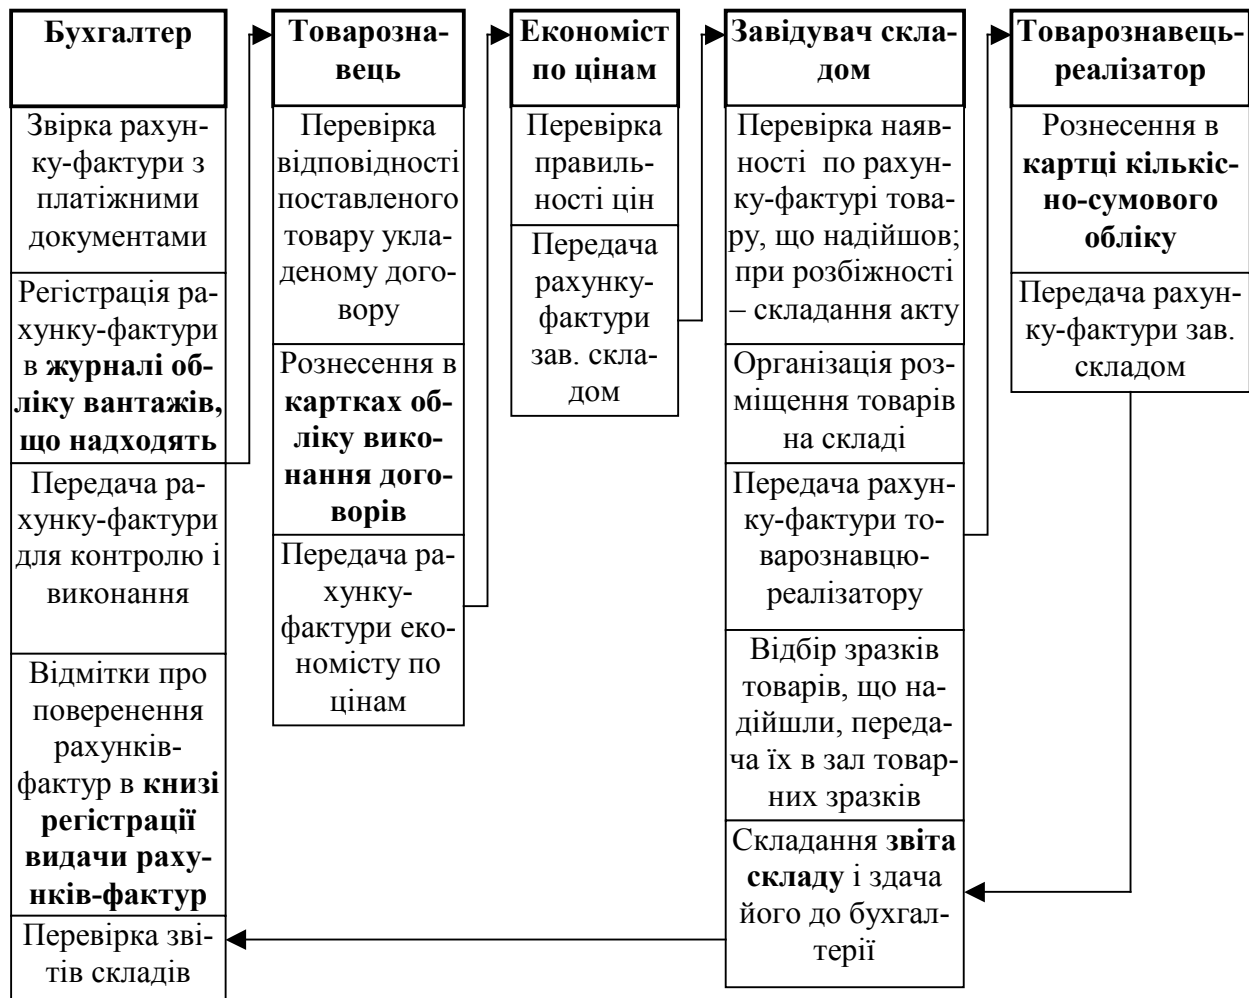 Бухгалтер
Звірка рахун-
ку-фактури з
платіжними
документами
Регістрація ра-
хунку-фактури
в журналі об-
ліку вантажів,
що надходять
Передача ра-
хунку-фактури
для контролю і
виконання
Відмітки про
поверенення
рахунків-
фактур в книзі
регістрації
видачи раху-
нків-фактур
Перевірка зві-
тів складів
Товарозна-
вець
Перевірка
відповідності
поставленого
товару укла-
деному дого-
вору
Рознесення в
картках об-
ліку вико-
нання дого-
ворів
Передача ра-
хунку-
фактури еко-
номісту по
цінам
Економіст
по цінам
Перевірка
правиль-
ності цін
Передача
рахунку-
фактури
зав. скла-
дом
Завідувач скла-
дом
Перевірка наяв-
ності по рахун-
ку-фактурі това-
ру, що надійшов;
при розбіжності
– складання акту
Організація роз-
міщення товарів
на складі
Передача рахун-
ку-фактури то-
варознавцю-
реалізатору
Відбір зразків
товарів, що на-
дійшли, переда-
ча їх в зал товар-
них зразків
Складання звіта
складу і здача
його до бухгал-
терії
Товарознавець-
реалізатор
Рознесення в
картці кількіс-
но-сумового
обліку
Передача рахун-
ку-фактури зав.
складом